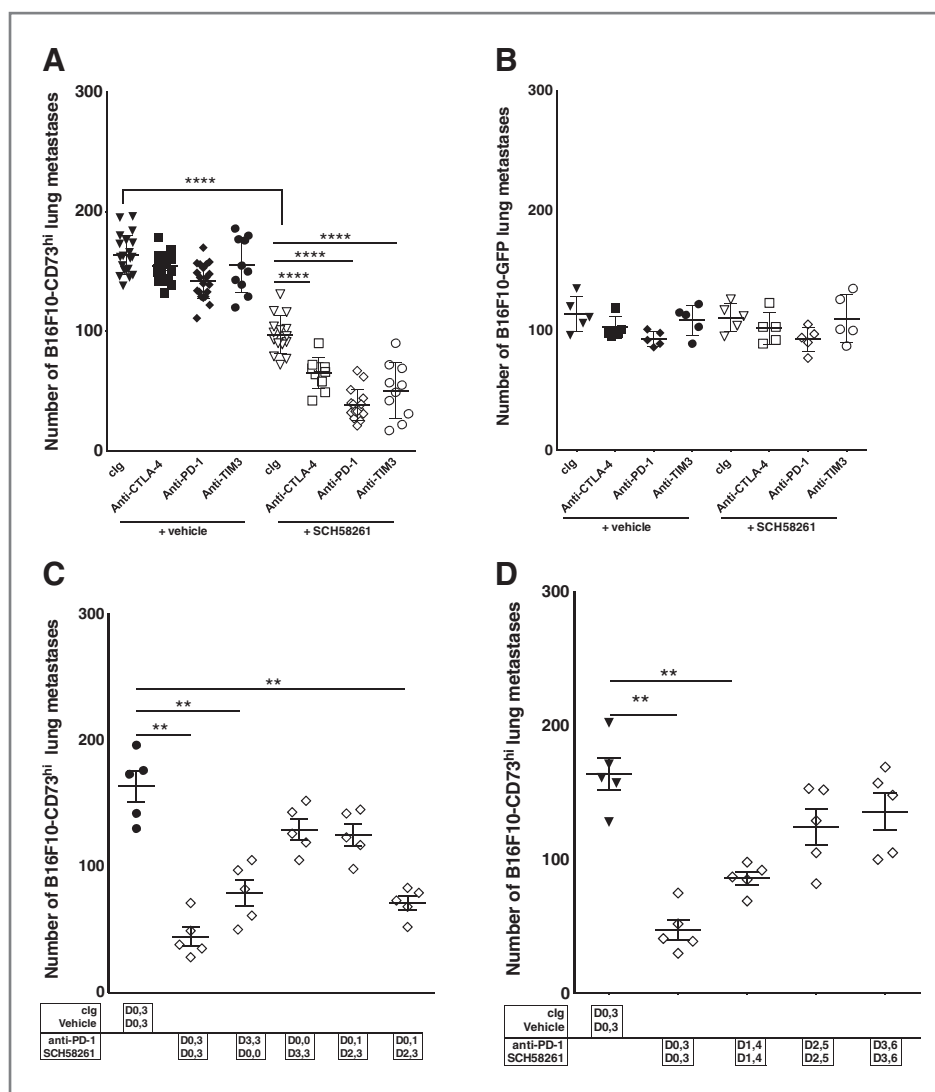 A
Number of B16F10-CD73hi lung metastases
300
200
100
0
****
****
****
****
cIg
Anti-CTLA-4
Anti-PD-1
Anti-TIM3
cIg
Anti-CTLA-4
Anti-PD-1
Anti-TIM3
+ vehicle
+ SCH58261
B
Number of B16F10-GFP lung metastases
300
200
100
0
cIg
Anti-CTLA-4
Anti-PD-1
Anti-TIM3
cIg
Anti-CTLA-4
Anti-PD-1
Anti-TIM3
+ vehicle
+ SCH58261
C
Number of B16F10-CD73hi lung metastases
300
200
100
0
**
**
**
cIg D0,3
Vehicle D0,3
anti-PD-1 D0,3 D3,3 D0,0 D0,1 D0,1
SCH58261 D0,3 D0,0 D3,3 D2,3 D2,3
D
Number of B16F10-CD73hi lung metastases
300
200
100
0
**
**
cIg D0,3
Vehicle D0,3
anti-PD-1 D0,3 D1,4 D2,5 D3,6
SCH58261 D0,3 D1,4 D2,5 D3,6